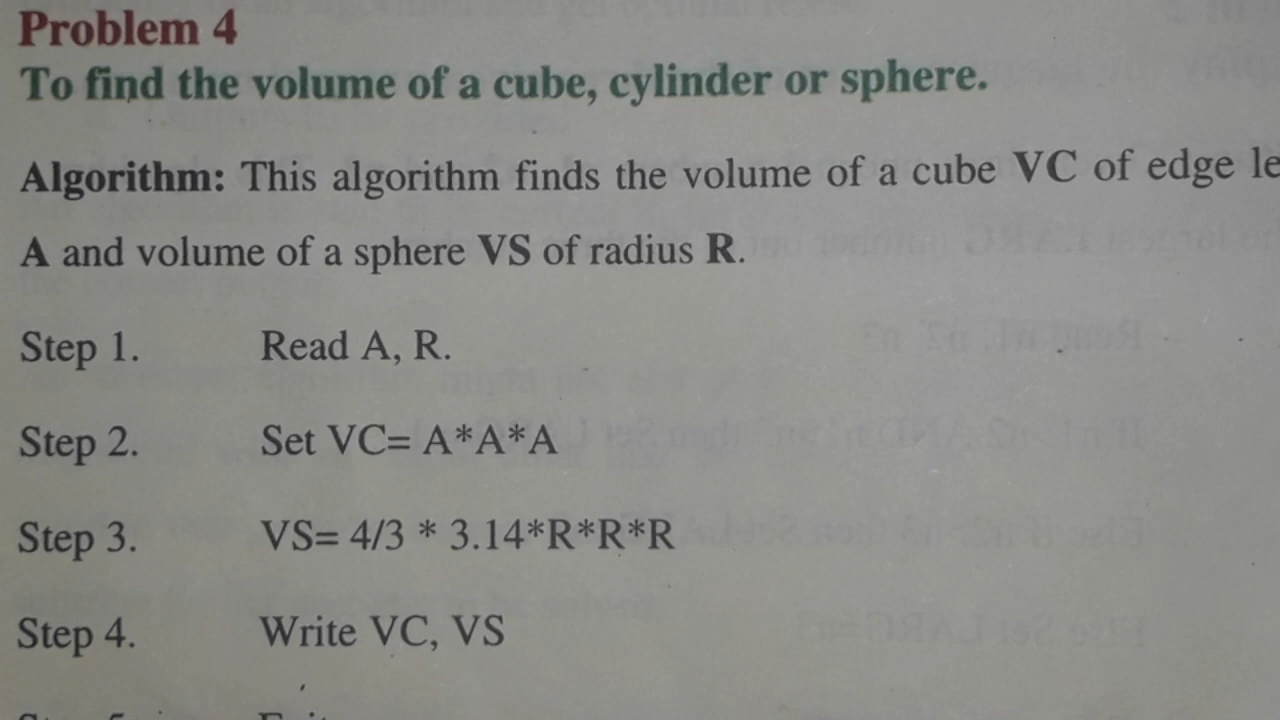 Problem 4
To find the volume of a cube, cylinder or sphere.
Algorithm: This algorithm finds the volume of a cube VC of edge le
A and volume of a sphere VS of radius R.
Step 1. Read A, R.
Step 2. Set VC= A*A*A
Step 3. VS= 4/3 * 3.14*R*R*R
Step 4. Write VC, VS